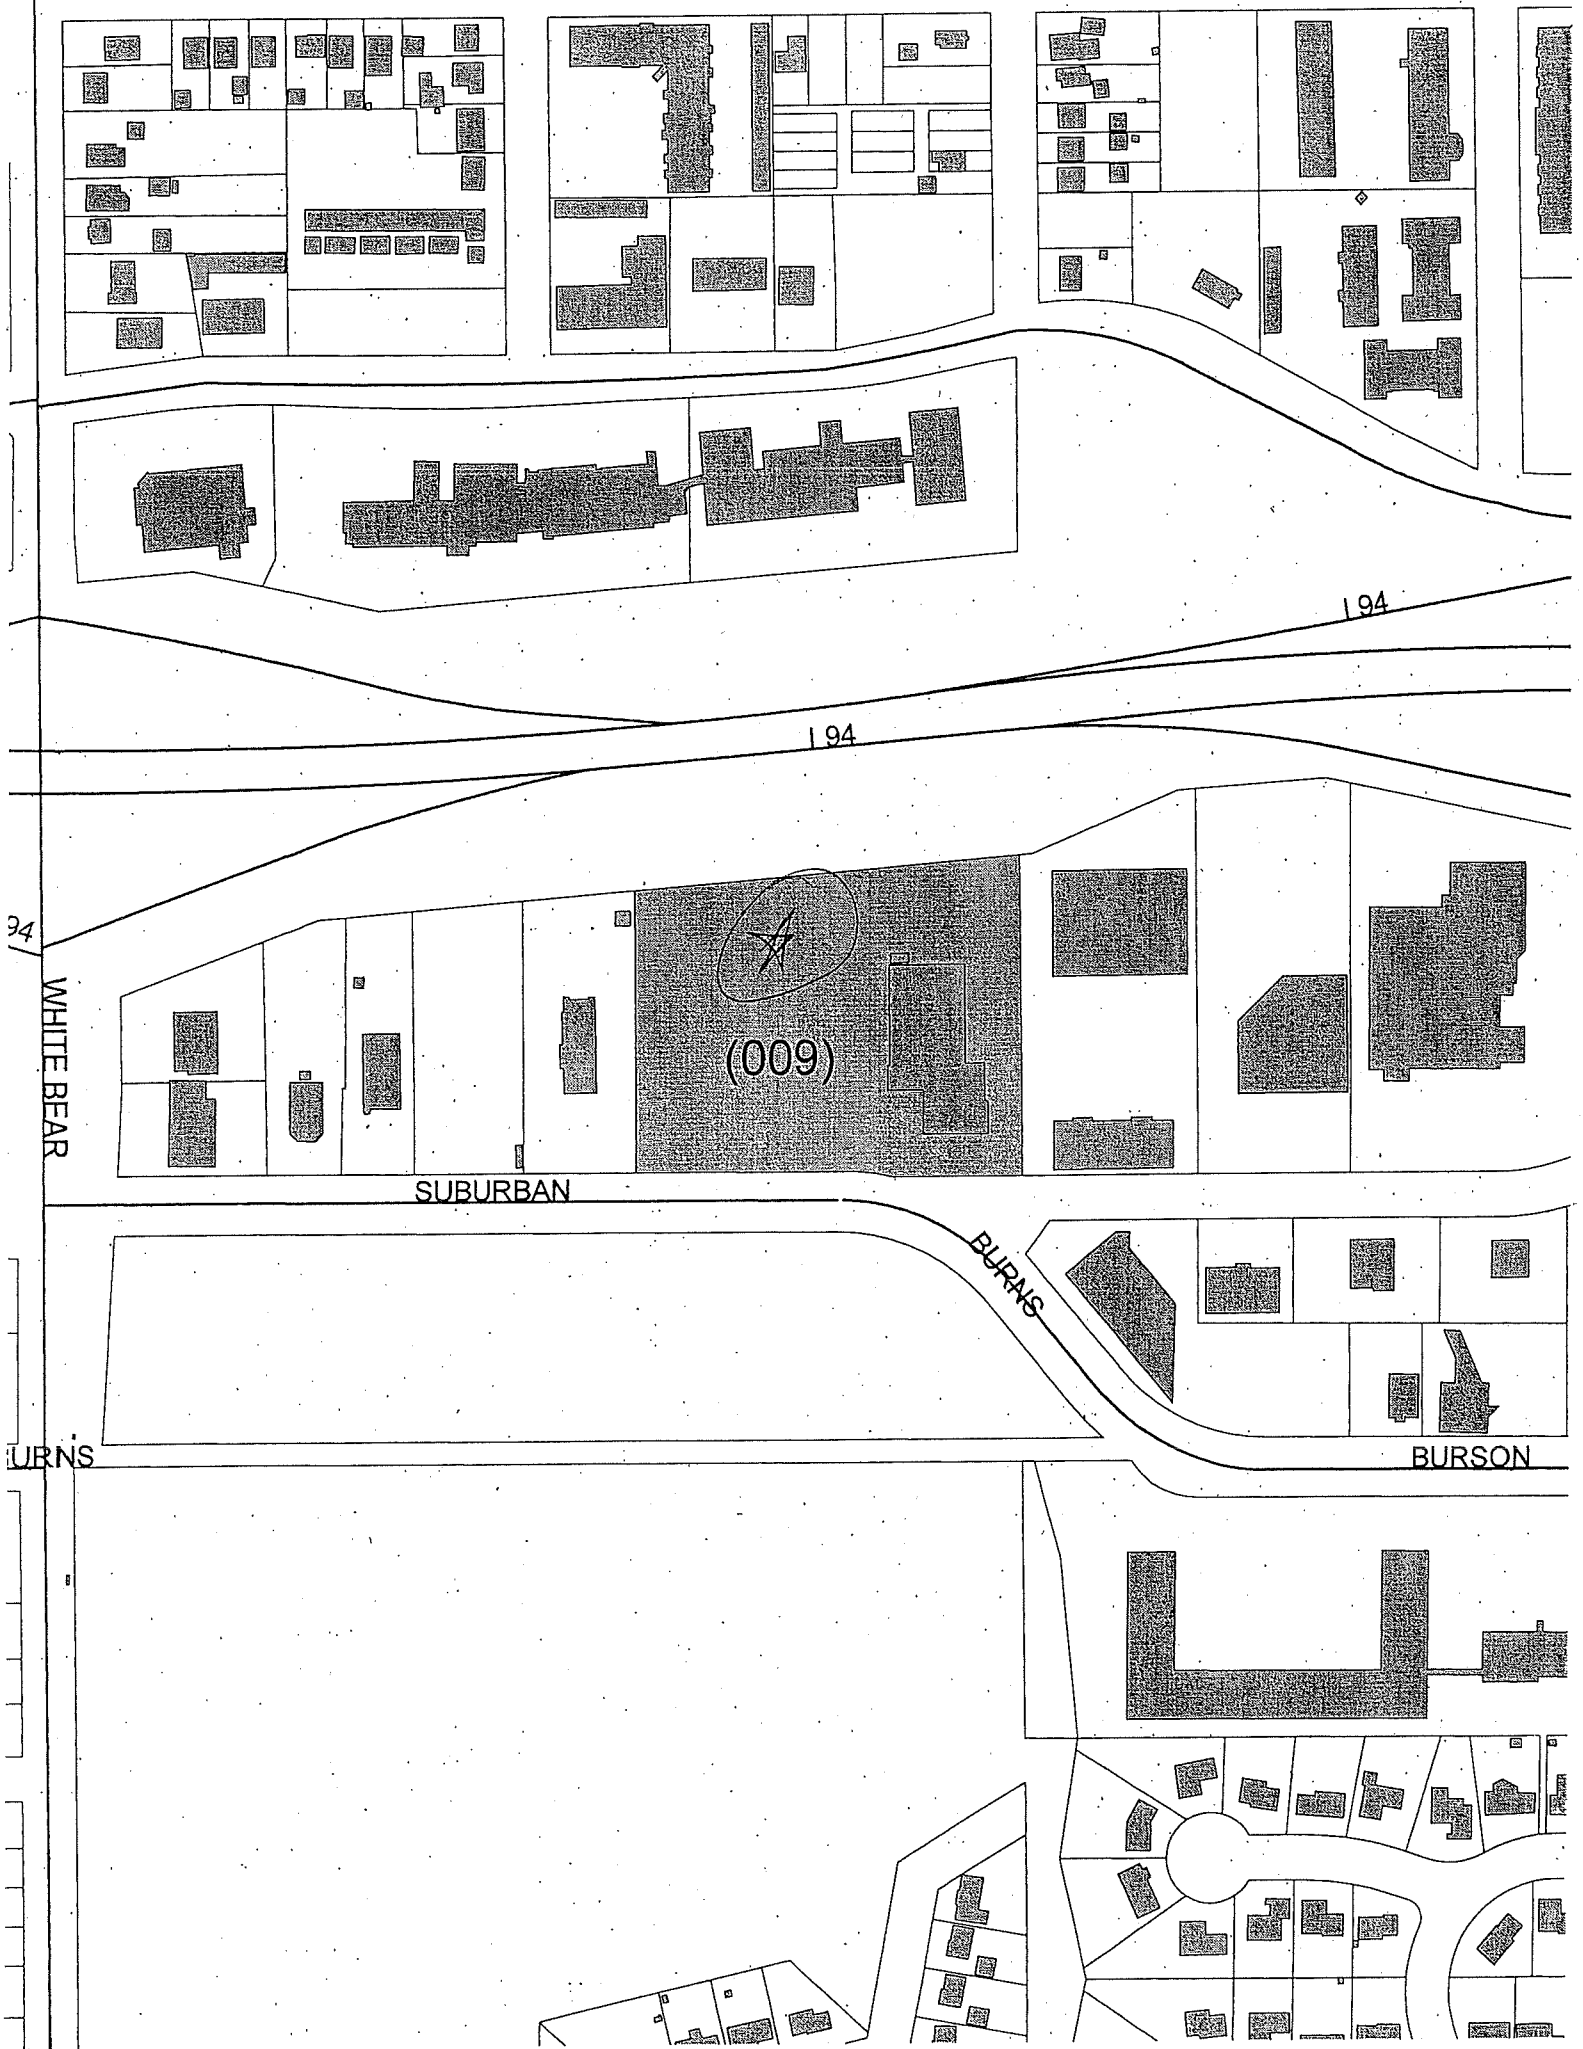 I 94
I 94
94
WHITE BEAR
(009)
SUBURBAN
BURNS
URNS
BURSON